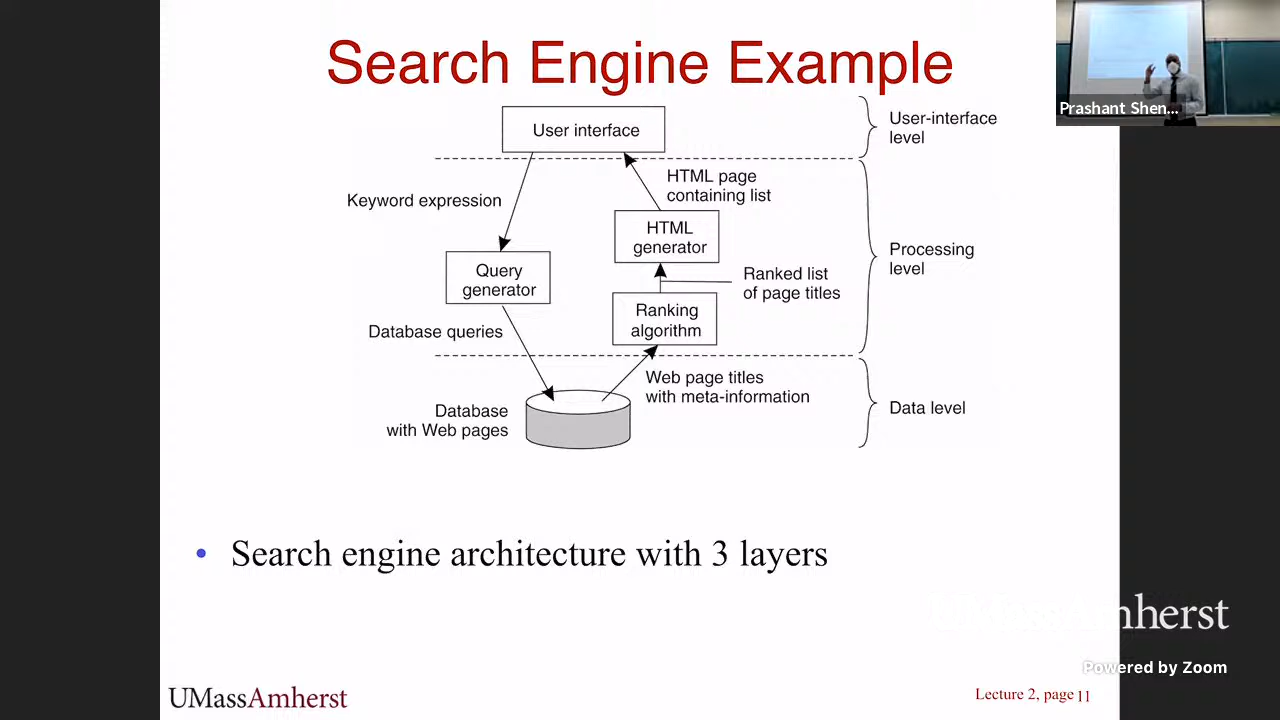 Search Engine Example
Prashant Shen...
User interface
User-interface
level
Keyword expression
HTML page
containing list
HTML
generator
Processing
level
Query
generator
Ranked list
of page titles
Ranking
algorithm
Database queries
Web page titles
with meta-information
Database
with Web pages
Data level
• Search engine architecture with 3 layers
UMassAmherst
Powered by Zoom
UMassAmherst
Lecture 2, page 11